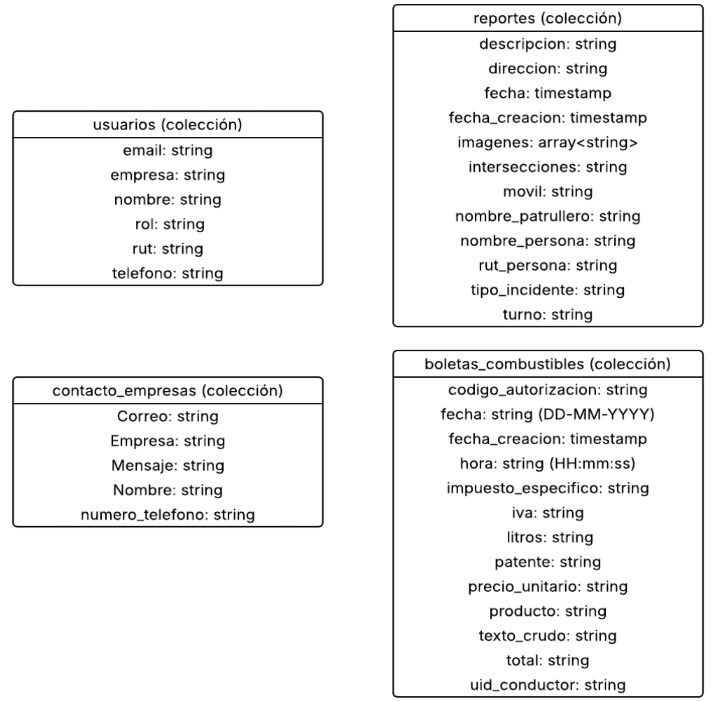 usuarios (colección)
email: string
empresa: string
nombre: string
rol: string
rut: string
telefono: string
reportes (colección)
descripcion: string
direccion: string
fecha: timestamp
fecha_creacion: timestamp
imagenes: array<string>
intersecciones: string
movil: string
nombre_patrullero: string
nombre_persona: string
rut_persona: string
tipo_incidente: string
turno: string
contacto_empresas (colección)
Correo: string
Empresa: string
Mensaje: string
Nombre: string
numero_telefono: string
boletas_combustibles (colección)
codigo_autorizacion: string
fecha: string (DD-MM-YYYY)
fecha_creacion: timestamp
hora: string (HH:mm:ss)
impuesto_especifico: string
iva: string
litros: string
patente: string
precio_unitario: string
producto: string
texto_crudo: string
total: string
uid_conductor: string